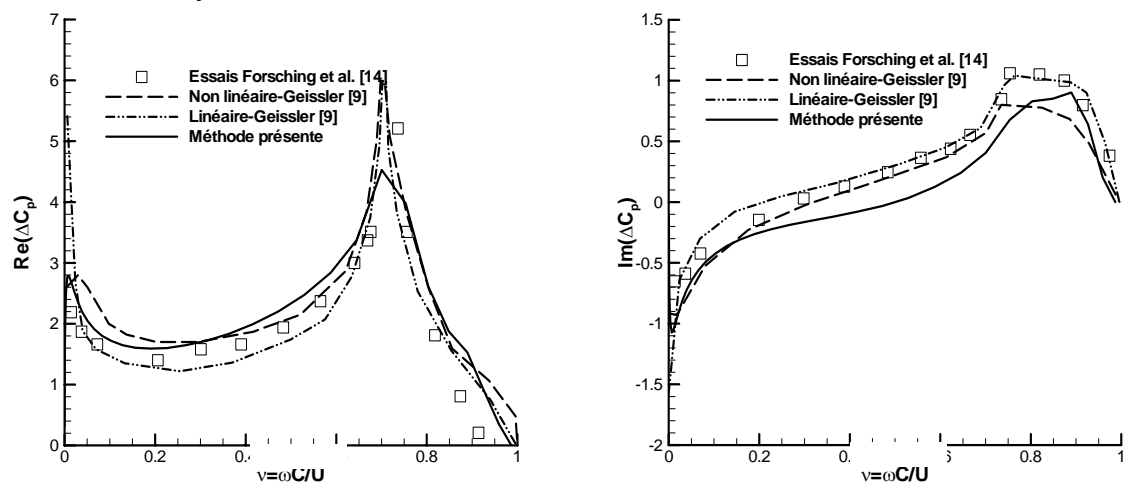 7
6
5
4
3
2
1
0
Re(ΔCp)
Essais Forsching et al. [14]
Non linéaire-Geissler [9]
Linéaire-Geissler [9]
Méthode présente
0 0.2 0.8 1
ν=ωC/U
1.5
1
0.5
0
-0.5
-1
-1.5
-2
Im(ΔCp)
Essais Forsching et al. [14]
Non linéaire-Geissler [9]
Linéaire-Geissler [9]
Méthode présente
0 0.2 0.8 1
ν=ωC/U